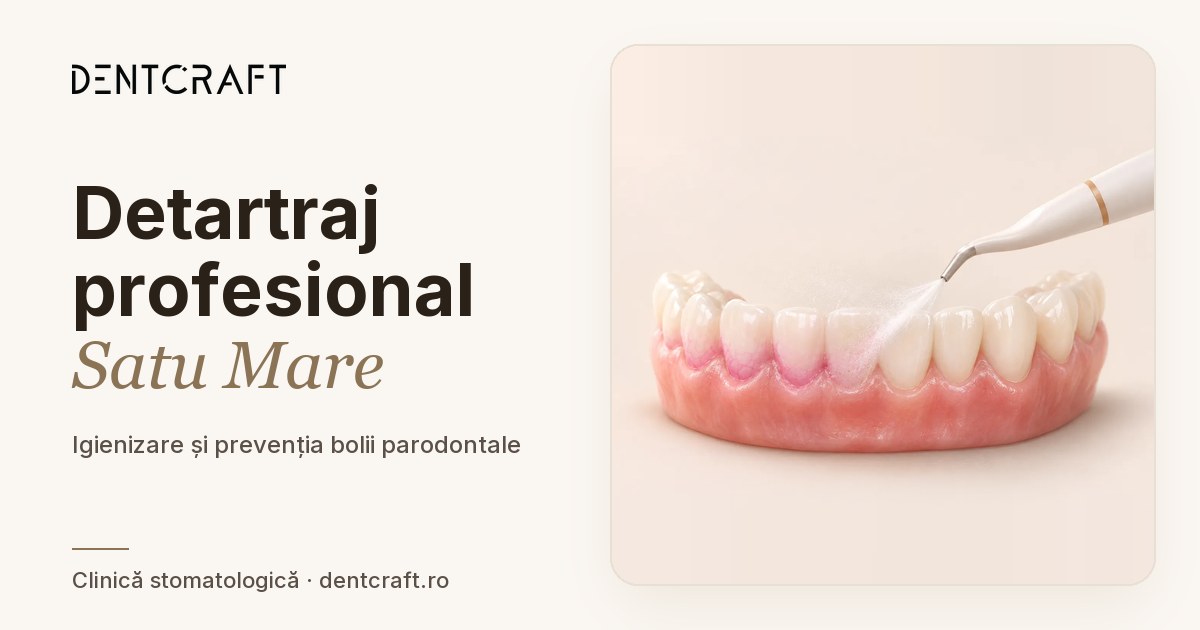 DENTCRAFT
Detartraj
profesional
Satu Mare
Igienizare și prevenția bolii parodontale
Clinică stomatologică · dentcraft.ro